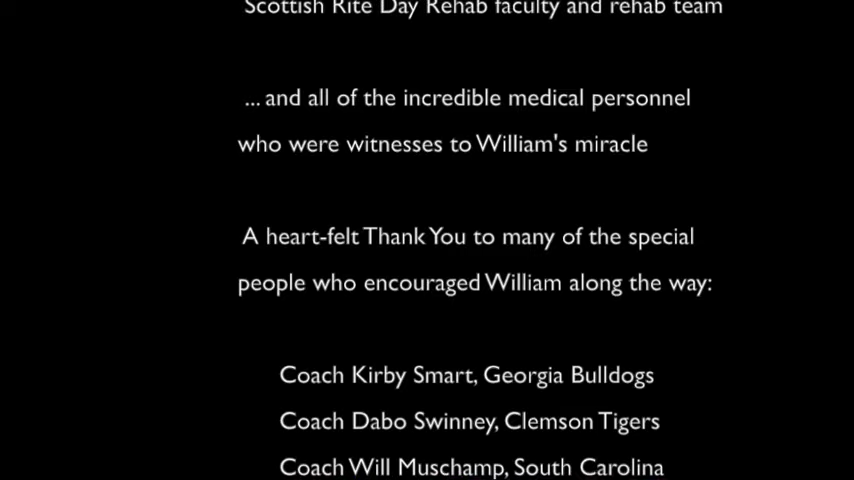 Scottish Rite Day Rehab faculty and rehab team
... and all of the incredible medical personnel
who were witnesses to William's miracle
A heart-felt Thank You to many of the special
people who encouraged William along the way:
Coach Kirby Smart, Georgia Bulldogs
Coach Dabo Swinney, Clemson Tigers
Coach Will Muschamp, South Carolina